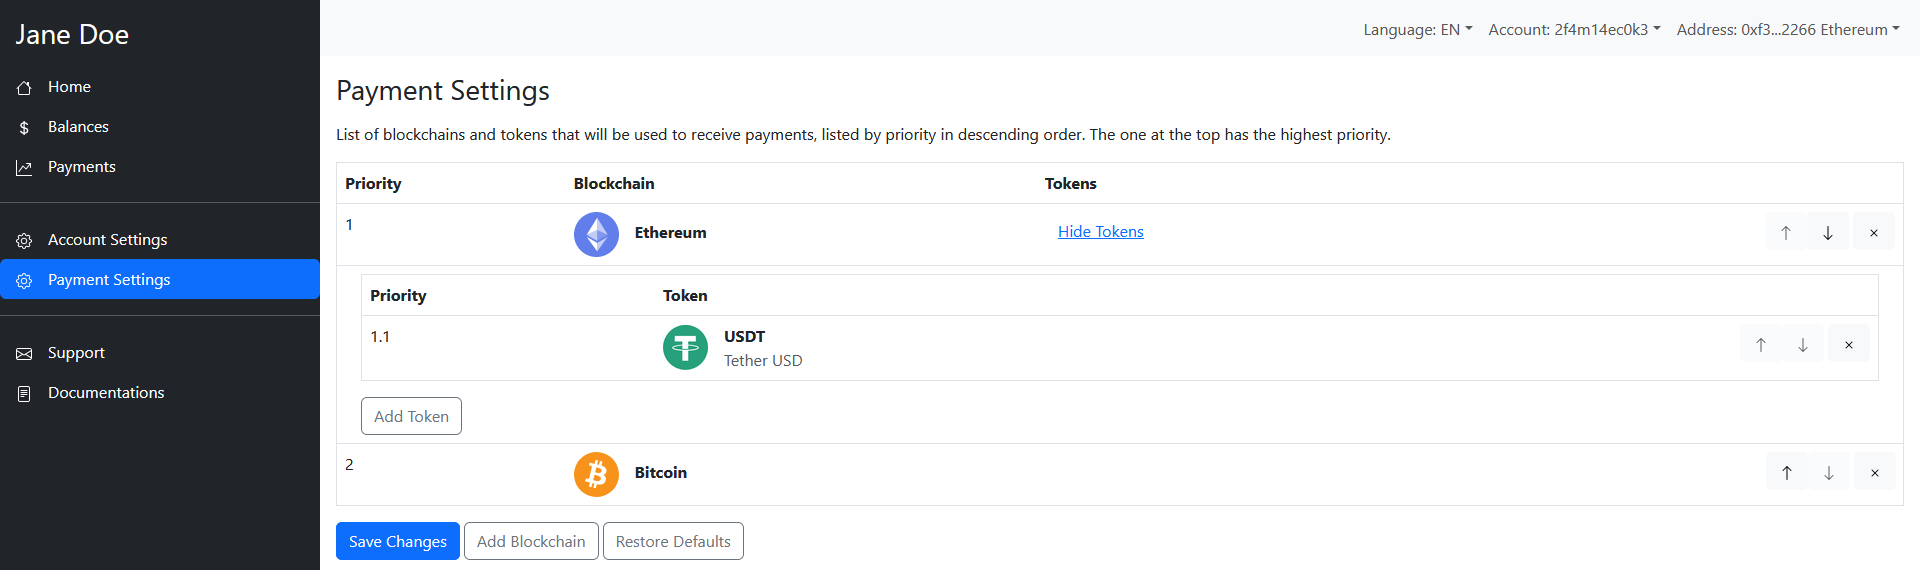 Jane Doe
Home
Balances
Payments
Account Settings
Payment Settings
Support
Documentations
Language: EN
Account: 2f4m14ec0k3
Address: 0xf3...2266 Ethereum
Payment Settings
List of blockchains and tokens that will be used to receive payments, listed by priority in descending order. The one at the top has the highest priority.
Priority Blockchain Tokens
1 Ethereum Hide Tokens
Priority Token
1.1 USDT
Tether USD
Add Token
2 Bitcoin
Save Changes Add Blockchain Restore Defaults